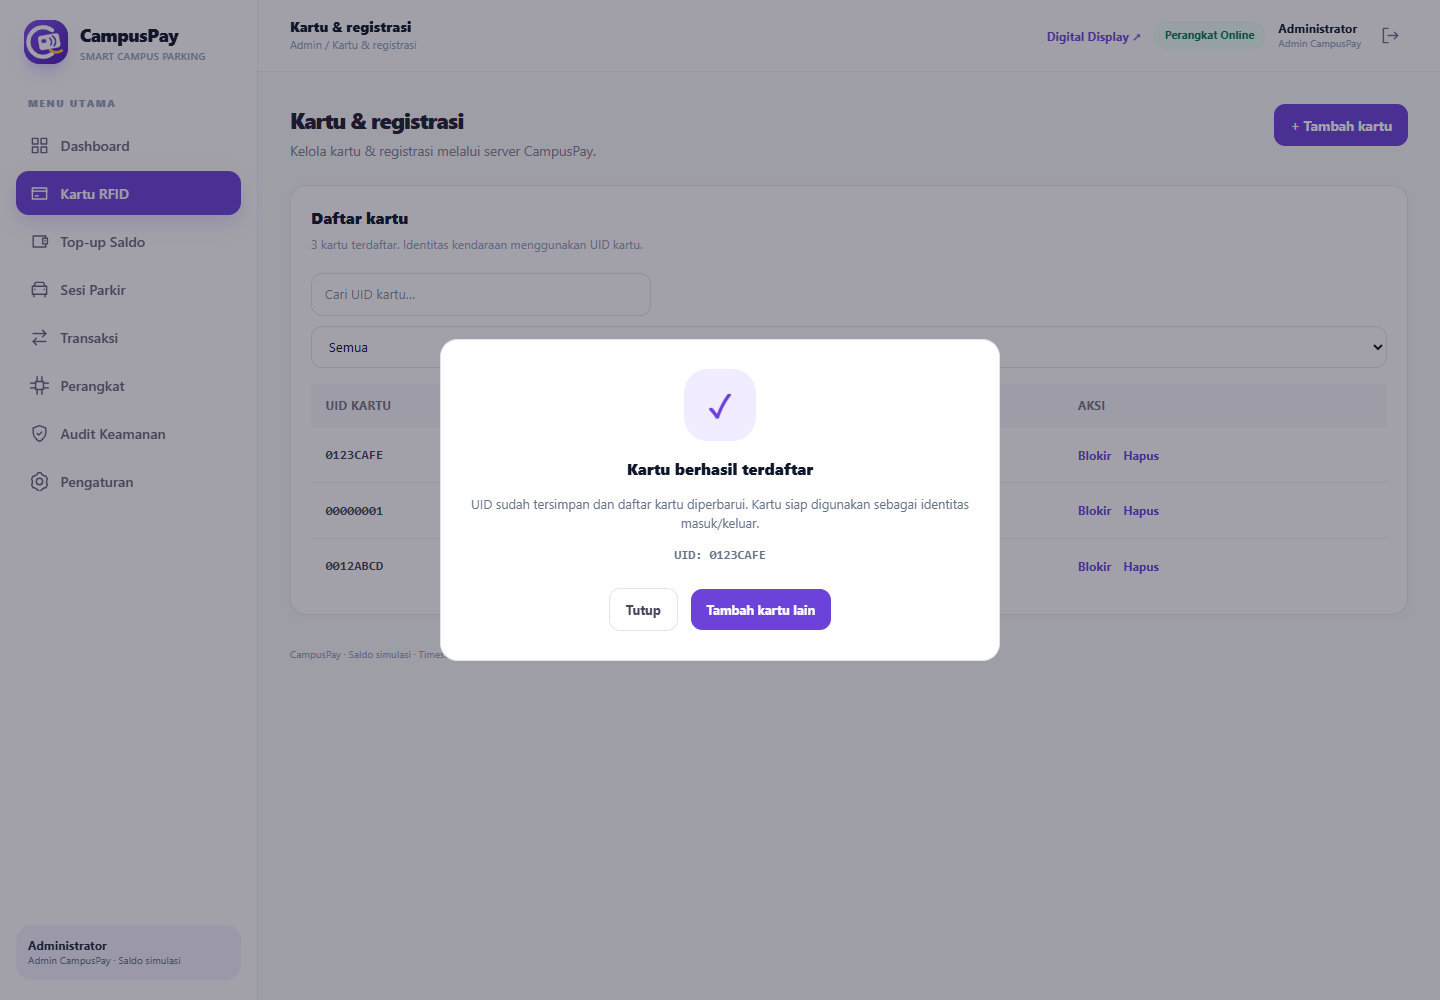 CampusPay
SMART CAMPUS PARKING
MENU UTAMA
Dashboard
Kartu RFID
Top-up Saldo
Sesi Parkir
Transaksi
Perangkat
Audit Keamanan
Pengaturan
Administrator
Admin CampusPay · Saldo simulasi
Kartu & registrasi
Admin / Kartu & registrasi
Digital Display ↗
Perangkat Online
Administrator
Admin CampusPay
Kartu & registrasi
Kelola kartu & registrasi melalui server CampusPay.
+ Tambah kartu
Daftar kartu
3 kartu terdaftar. Identitas kendaraan menggunakan UID kartu.
Cari UID kartu...
Semua
UID KARTU AKSI
0123CAFE Blokir Hapus
00000001 Blokir Hapus
0012ABCD Blokir Hapus
CampusPay · Saldo simulasi ·
✓
Kartu berhasil terdaftar
UID sudah tersimpan dan daftar kartu diperbarui. Kartu siap digunakan sebagai identitas
masuk/keluar.
UID: 0123CAFE
Tutup
Tambah kartu lain